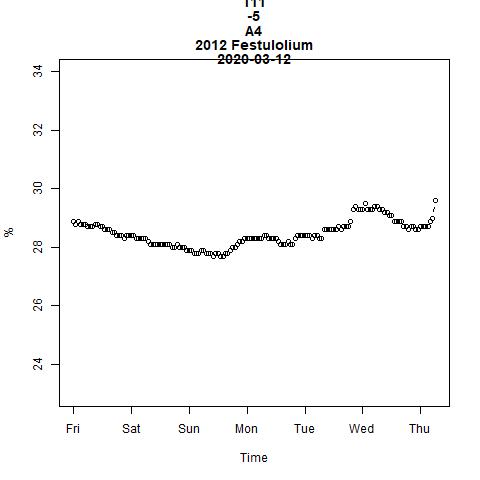 T11
-5
A4
2012 Festulolium
2020-03-12
34
32
30
28
26
24
%
Fri Sat Sun Mon Tue Wed Thu
Time